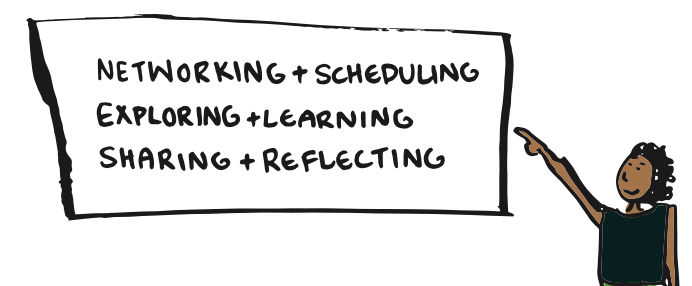 NETWORKING + SCHEDULING
EXPLORING + LEARNING
SHARING + REFLECTING